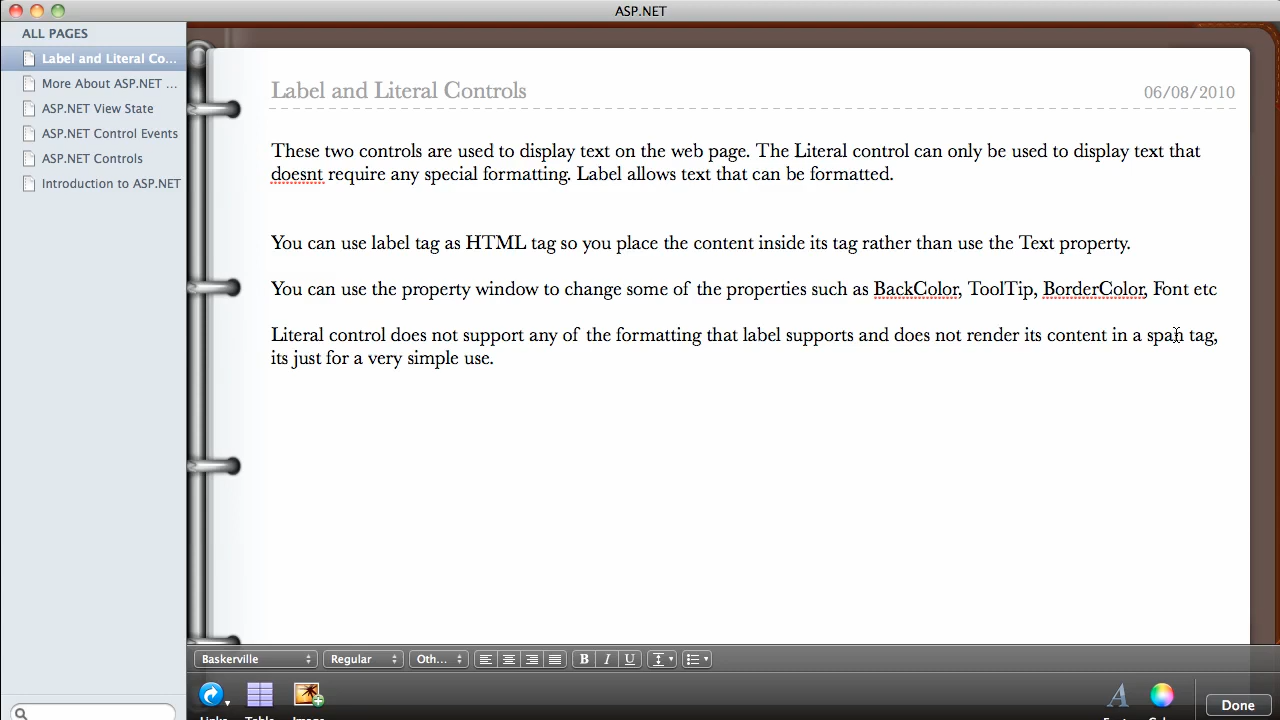 ASP.NET
ALL PAGES
Label and Literal Co...
More About ASP.NET ...
ASP.NET View State
ASP.NET Control Events
ASP.NET Controls
Introduction to ASP.NET
Label and Literal Controls
06/08/2010
These two controls are used to display text on the web page. The Literal control can only be used to display text that
doesnt require any special formatting. Label allows text that can be formatted.
You can use label tag as HTML tag so you place the content inside its tag rather than use the Text property.
You can use the property window to change some of the properties such as BackColor, ToolTip, BorderColor, Font etc
Literal control does not support any of the formatting that label supports and does not render its content in a span tag,
its just for a very simple use.
Baskerville
Regular
Oth...
B I U
Links
Table
Image
Done